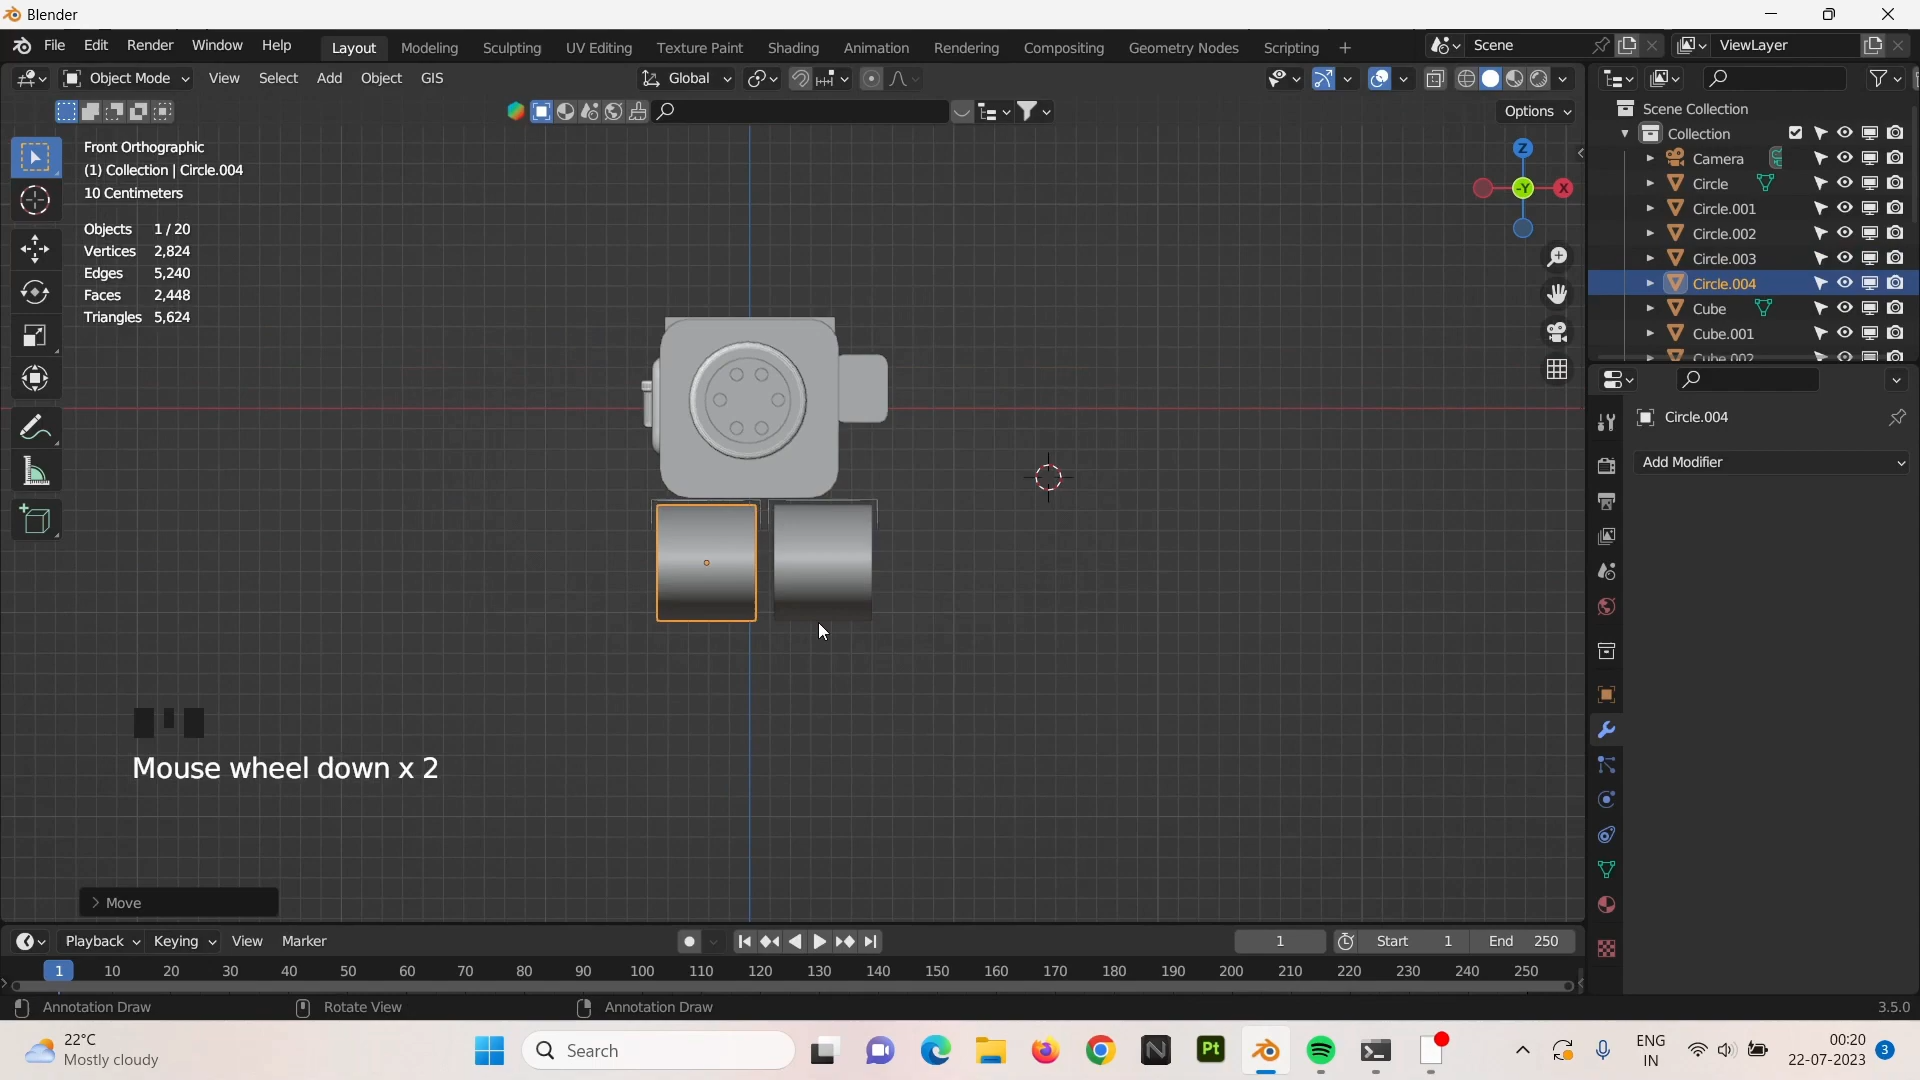 Blender
File Edit Render Window Help Layout Modeling Sculpting UV Editing Texture Paint Shading Animation Rendering Compositing Geometry Nodes Scripting + Scene ViewLayer
Object Mode View Select Add Object GIS Global
Options
Front Orthographic
(1) Collection | Circle.004
10 Centimeters
Objects 1 / 20
Vertices 2,824
Edges 5,240
Faces 2,448
Triangles 5,624
Z
-Y
X
Scene Collection
Collection
Camera
Circle
Circle.001
Circle.002
Circle.003
Circle.004
Cube
Cube.001
Cube.002
Circle.004
Add Modifier
Mouse wheel down x 2
Move
Playback Keying View Marker 1 Start 1 End 250
1 10 20 30 40 50 60 70 80 90 100 110 120 130 140 150 160 170 180 190 200 210 220 230 240 250
Annotation Draw Rotate View Annotation Draw 3.5.0
22°C
Mostly cloudy
Search
Pt
ENG
IN
00:20
22-07-2023
3